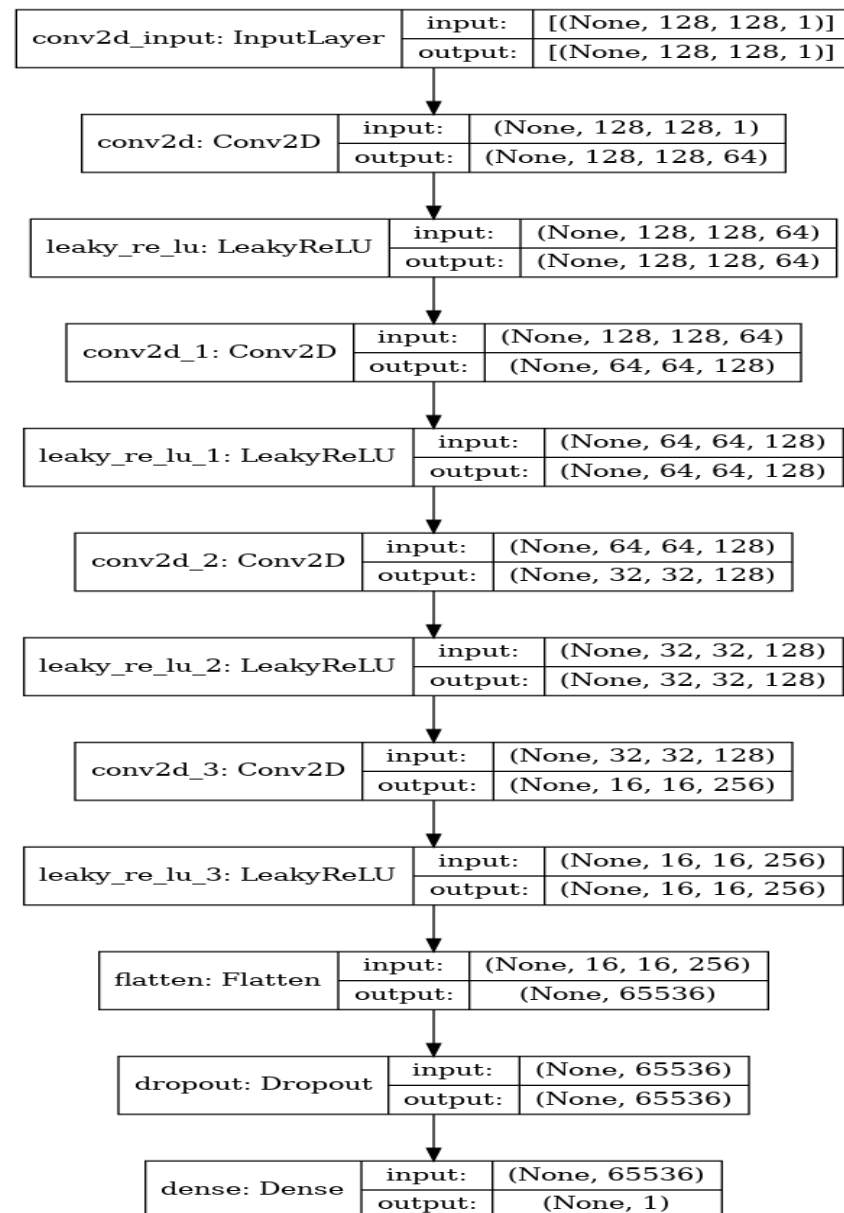 conv2d_input: InputLayer input: [(None, 128, 128, 1)]
output: [(None, 128, 128, 1)]
conv2d: Conv2D input: (None, 128, 128, 1)
output: (None, 128, 128, 64)
leaky_re_lu: LeakyReLU input: (None, 128, 128, 64)
output: (None, 128, 128, 64)
conv2d_1: Conv2D input: (None, 128, 128, 64)
output: (None, 64, 64, 128)
leaky_re_lu_1: LeakyReLU input: (None, 64, 64, 128)
output: (None, 64, 64, 128)
conv2d_2: Conv2D input: (None, 64, 64, 128)
output: (None, 32, 32, 128)
leaky_re_lu_2: LeakyReLU input: (None, 32, 32, 128)
output: (None, 32, 32, 128)
conv2d_3: Conv2D input: (None, 32, 32, 128)
output: (None, 16, 16, 256)
leaky_re_lu_3: LeakyReLU input: (None, 16, 16, 256)
output: (None, 16, 16, 256)
flatten: Flatten input: (None, 16, 16, 256)
output: (None, 65536)
dropout: Dropout input: (None, 65536)
output: (None, 65536)
dense: Dense input: (None, 65536)
output: (None, 1)